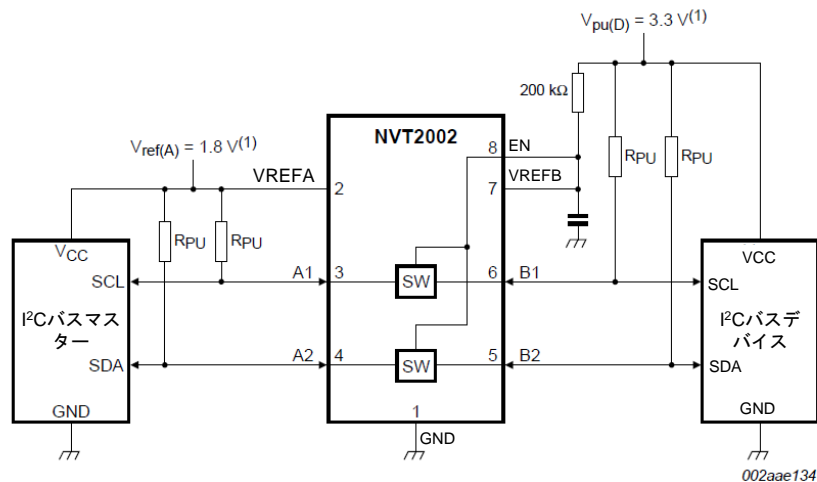 Vpu(D) = 3.3 V(1)
200 kΩ
NVT2002
8
EN
RPU
RPU
Vref(A) = 1.8 V(1)
VREFA
2
7
VREFB
RPU
RPU
VCC
VCC
SCL
A1
3
SW
6
B1
SCL
I2Cバスマス
ター
I2Cバスデ
バイス
SDA
A2
4
SW
5
B2
SDA
GND
1
GND
GND
002aae134